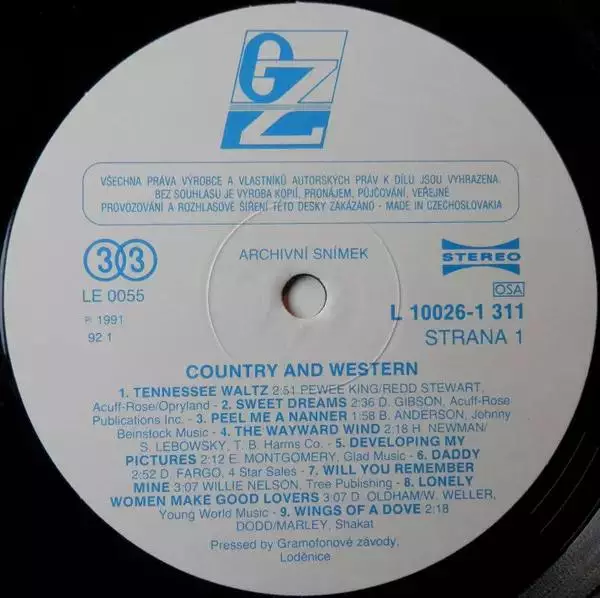 GZ
VŠECHNA PRÁVA VÝROBCE A VLASTNÍKŮ AUTORSKÝCH PRÁV K DÍLU JSOU VYHRAZENA.
BEZ SOUHLASU JE VÝROBA KOPIÍ, PRONÁJEM, PŮJČOVÁNÍ, VEŘEJNÉ
PROVOZOVÁNÍ A ROZHLASOVÉ ŠÍŘENÍ TÉTO DESKY ZAKÁZÁNO - MADE IN CZECHOSLOVAKIA
33
ARCHIVNÍ SNÍMEK
STEREO
LE 0055
OSA
L 10026-1 311
℗ 1991
STRANA 1
92 1
COUNTRY AND WESTERN
1. TENNESSEE WALTZ 2:51 PEWEE KING/REDD STEWART,
Acuff-Rose/Opryland - 2. SWEET DREAMS 2:36 D. GIBSON, Acuff-Rose
Publications Inc. - 3. PEEL ME A NANNER 1:58 B. ANDERSON, Johnny
Beinstock Music - 4. THE WAYWARD WIND 2:18 H. NEWMAN/
S. LEBOWSKY, T. B. Harms Co. - 5. DEVELOPING MY
PICTURES 2:12 E. MONTGOMERY, Glad Music - 6. DADDY
2:52 D. FARGO, 4 Star Sales - 7. WILL YOU REMEMBER
MINE 3:07 WILLIE NELSON, Tree Publishing - 8. LONELY
WOMEN MAKE GOOD LOVERS 3:07 D. OLDHAM/W. WELLER,
Young World Music - 9. WINGS OF A DOVE 2:18
DODD/MARLEY, Shakat
Pressed by Gramofonové závody,
Loděnice